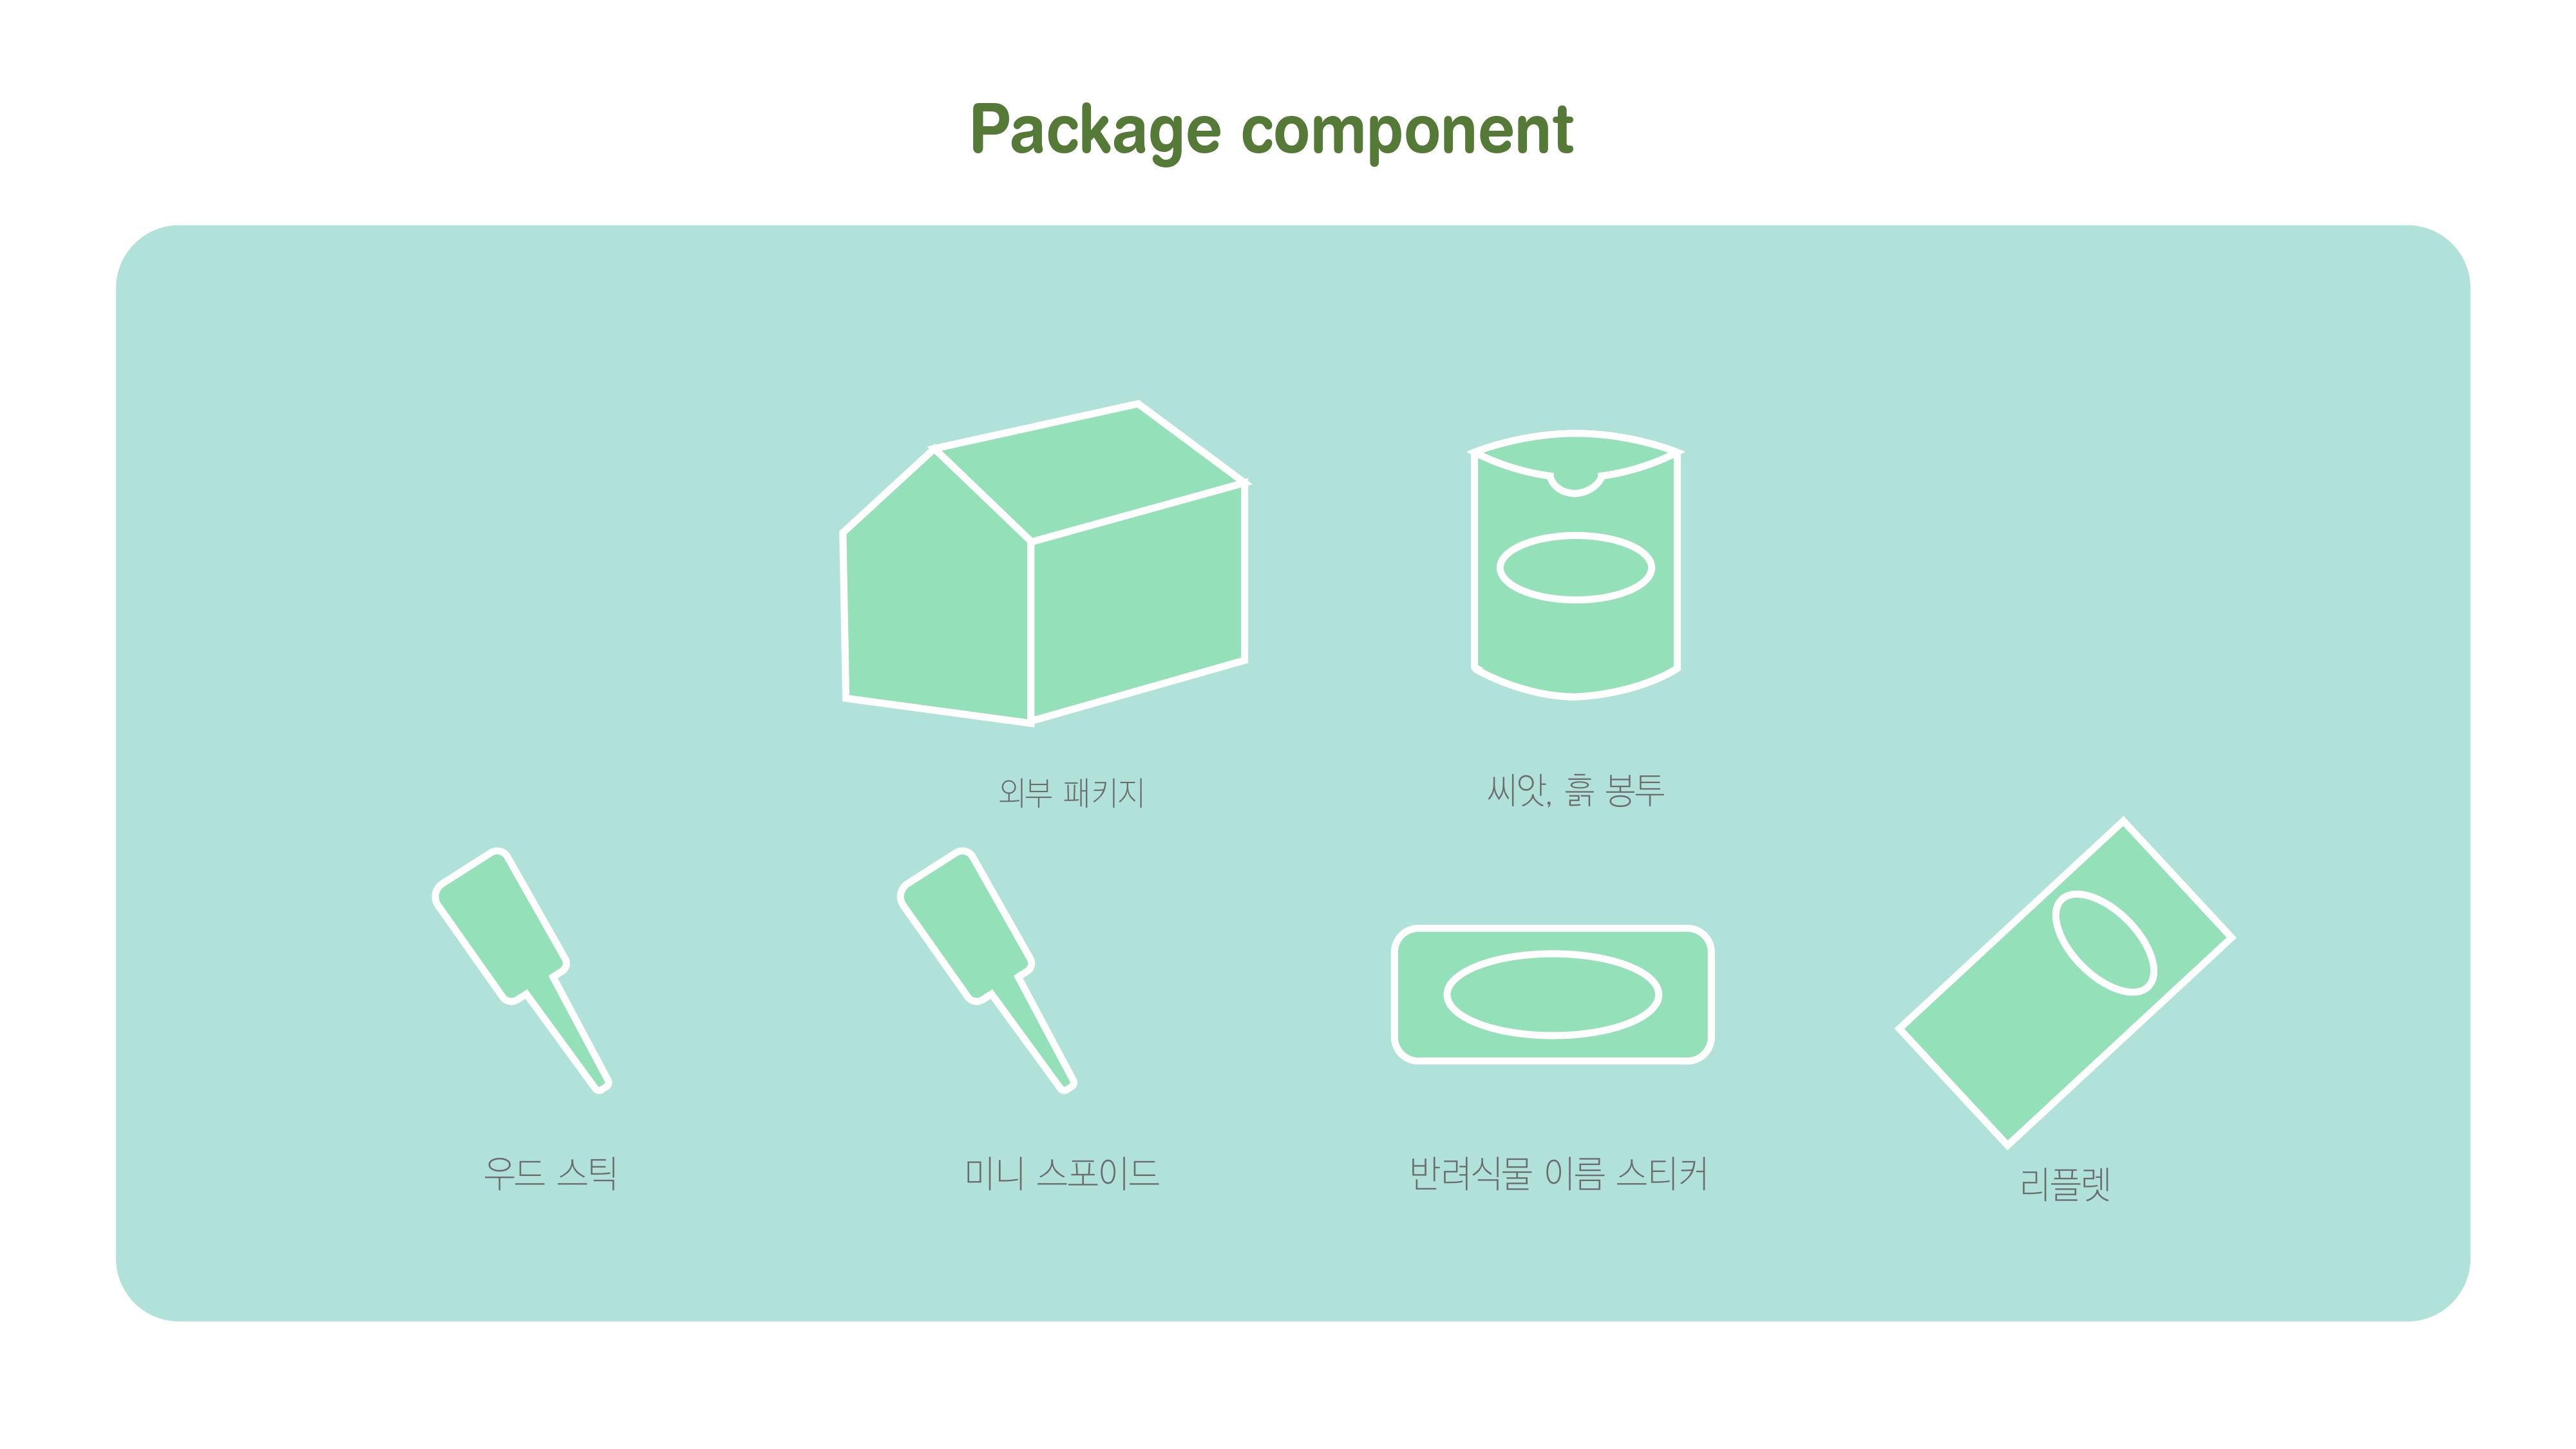 Package component
외부 패키지
씨앗, 흙 봉투
우드 스틱
미니 스포이드
반려식물 이름 스티커
리플렛